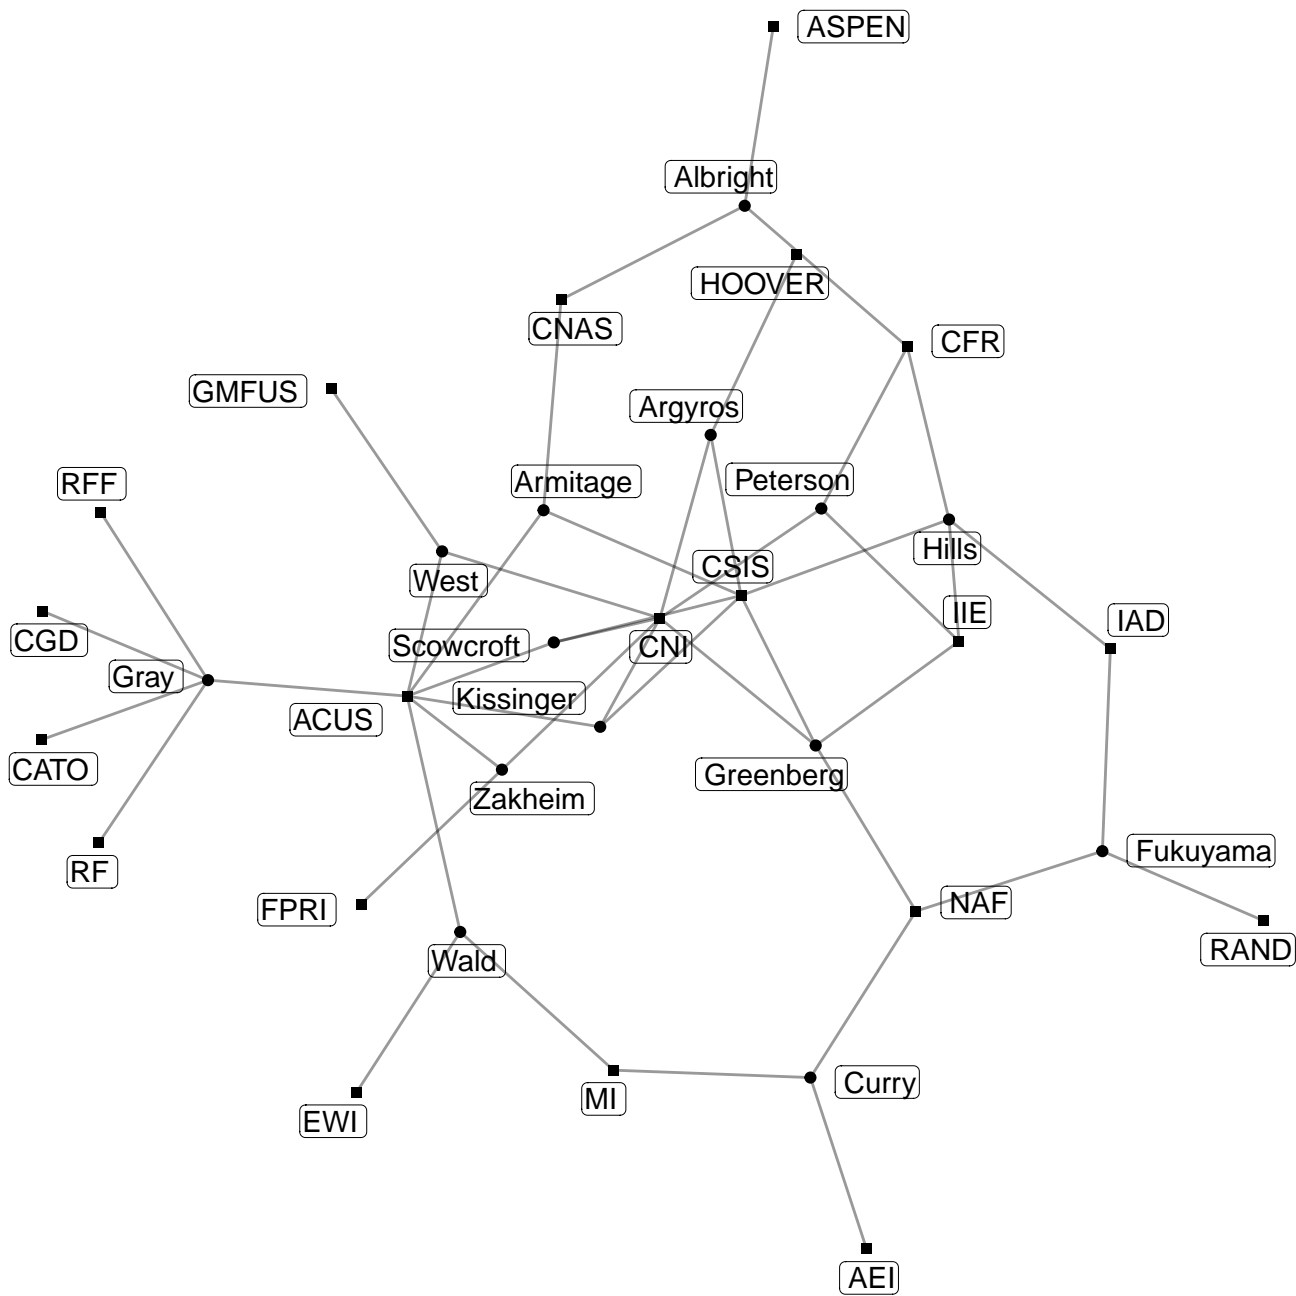 ASPEN
Albright
HOOVER
CNAS
CFR
GMFUS
Argyros
RFF
Armitage
Peterson
Hills
CSIS
West
IIE
IAD
CGD
Scowcroft
CNI
Gray
Kissinger
ACUS
CATO
Greenberg
Zakheim
RF
Fukuyama
FPRI
NAF
RAND
Wald
Curry
MI
EWI
AEI